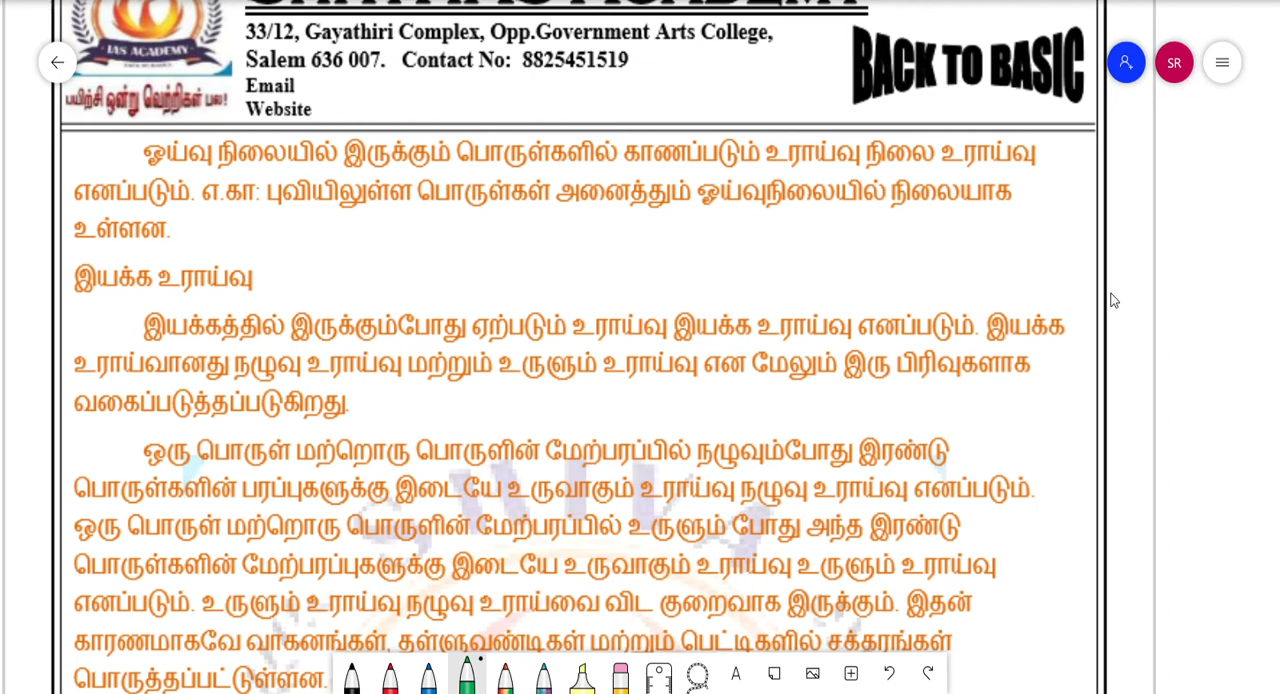 IAS ACADEMY
பயிற்சி ஒன்று வெற்றிகள் பல!
33/12, Gayathiri Complex, Opp.Government Arts College,
Salem 636 007. Contact No: 8825451519
Email
Website
BACK TO BASIC
SR
ஓய்வு நிலையில் இருக்கும் பொருள்களில் காணப்படும் உராய்வு நிலை உராய்வு
எனப்படும். எ.கா: புவியிலுள்ள பொருள்கள் அனைத்தும் ஓய்வுநிலையில் நிலையாக
உள்ளன.
இயக்க உராய்வு
இயக்கத்தில் இருக்கும்போது ஏற்படும் உராய்வு இயக்க உராய்வு எனப்படும். இயக்க
உராய்வானது நழுவு உராய்வு மற்றும் உருளும் உராய்வு என மேலும் இரு பிரிவுகளாக
வகைப்படுத்தப்படுகிறது.
ஒரு பொருள் மற்றொரு பொருளின் மேற்பரப்பில் நழுவும்போது இரண்டு
பொருள்களின் பரப்புகளுக்கு இடையே உருவாகும் உராய்வு நழுவு உராய்வு எனப்படும்.
ஒரு பொருள் மற்றொரு பொருளின் மேற்பரப்பில் உருளும் போது அந்த இரண்டு
பொருள்களின் மேற்பரப்புகளுக்கு இடையே உருவாகும் உராய்வு உருளும் உராய்வு
எனப்படும். உருளும் உராய்வு நழுவு உராய்வை விட குறைவாக இருக்கும். இதன்
காரணமாகவே வாகனங்கள், தள்ளுவண்டிகள் மற்றும் பெட்டிகளில் சக்கரங்கள்
பொருத்தப்பட்டுள்ளன.